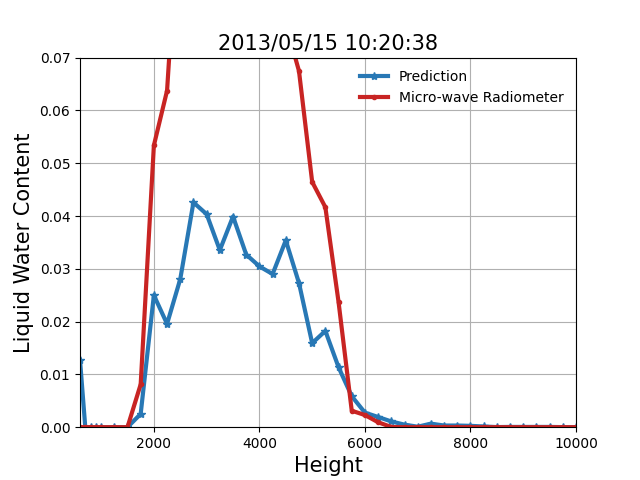 2013/05/15 10:20:38
Prediction
Micro-wave Radiometer
Liquid Water Content
0.07
0.06
0.05
0.04
0.03
0.02
0.01
0.00
2000 4000 6000 8000 10000
Height